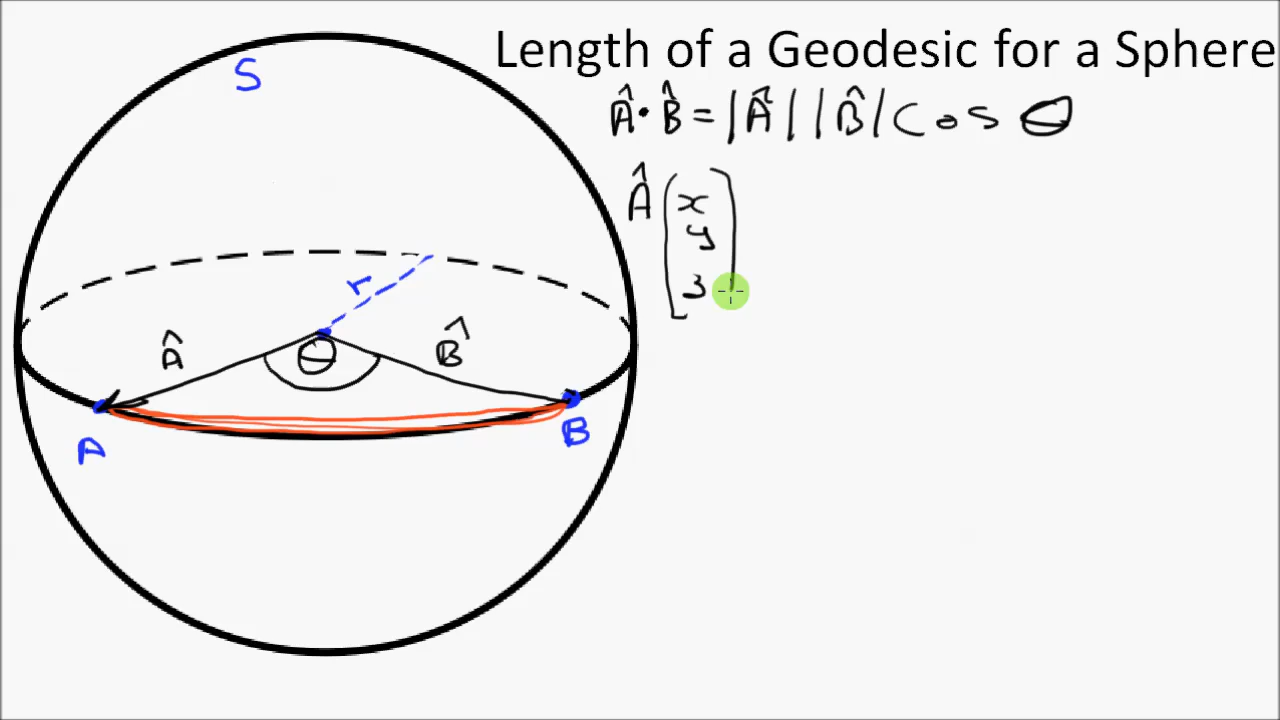 Length of a Geodesic for a Sphere
S
Â · B̂ = |Â| |B̂| cos θ
Â [x
y
z]
r
Â
θ
B̂
A
B